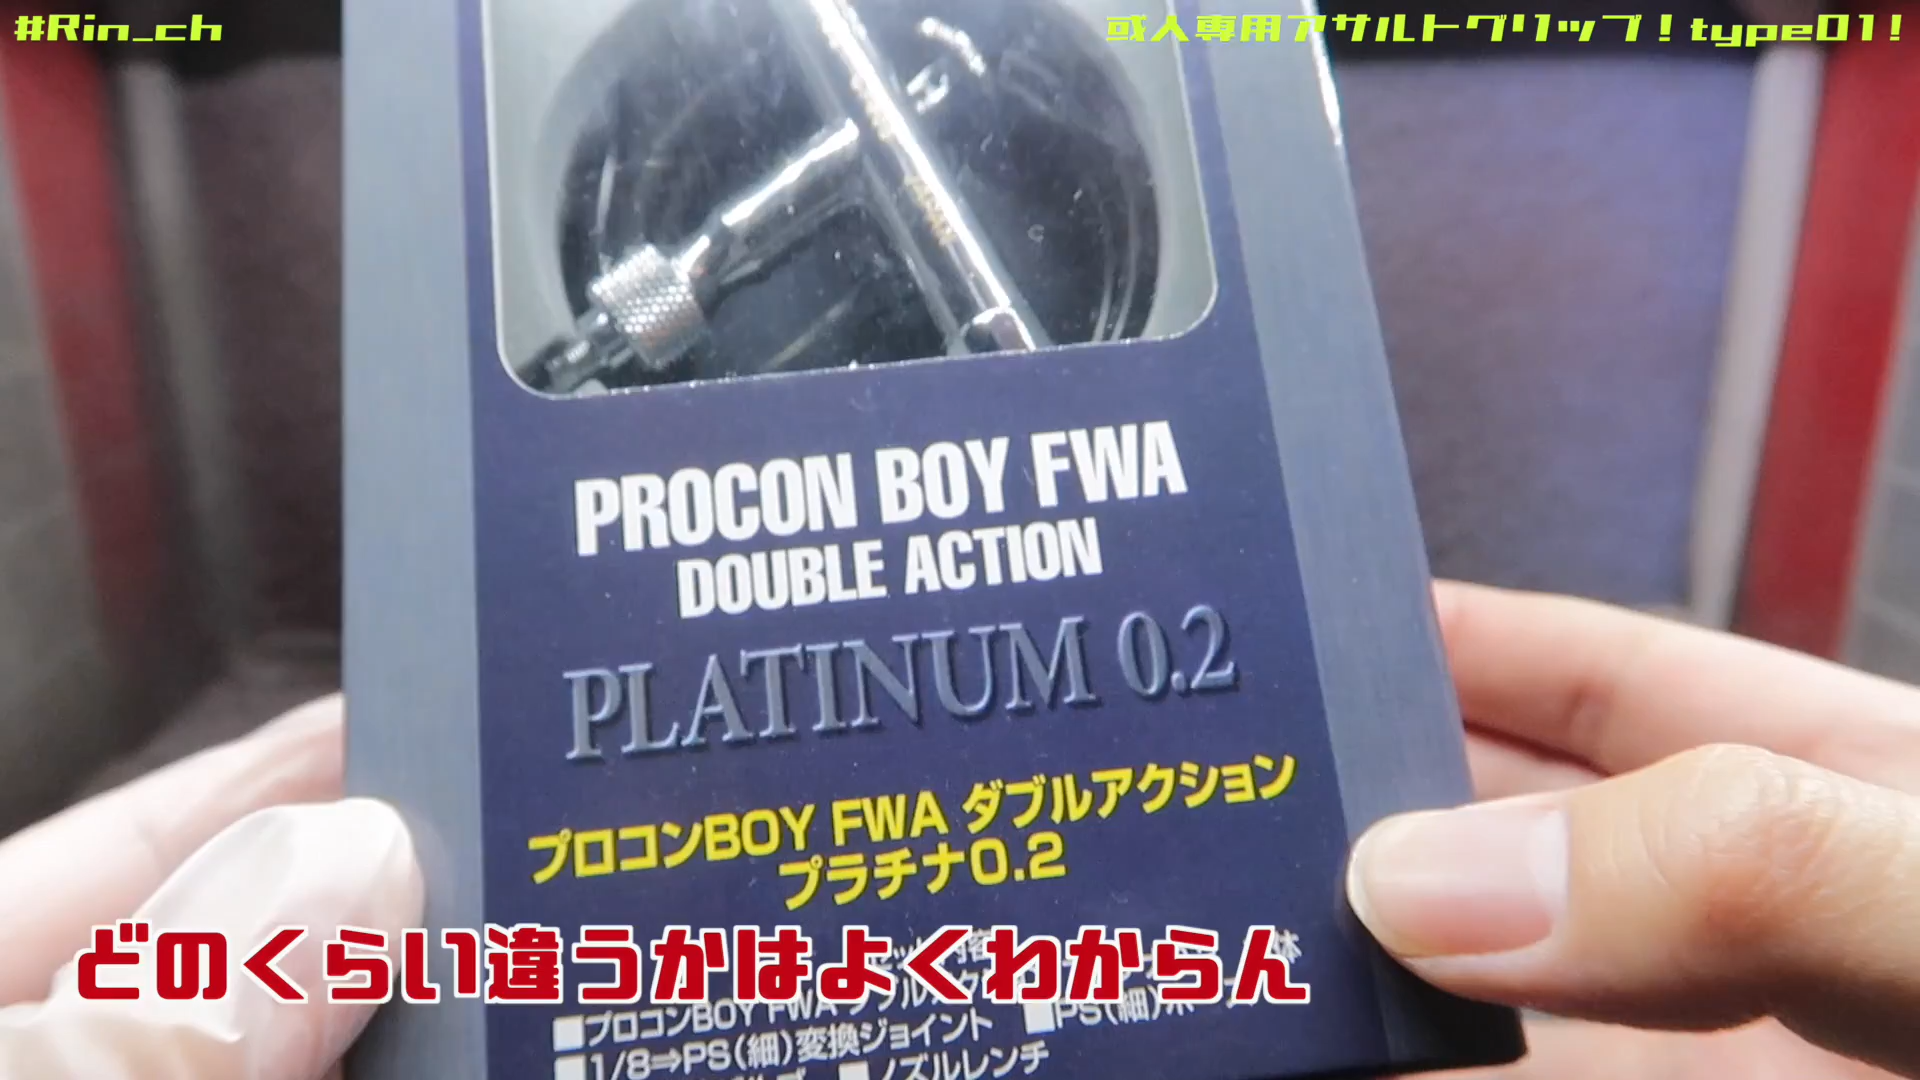 #Rin_ch
或人専用アサルトグリップ！type01！
PROCON BOY FWA
DOUBLE ACTION
PLATINUM 0.2
プロコンBOY FWA ダブルアクション
プラチナ0.2
どのくらい違うかはよくわからん
■プロコンBOY FWA
■PS(細)
■1/8⇒PS(細)変換ジョイント
■ノズルレンチ